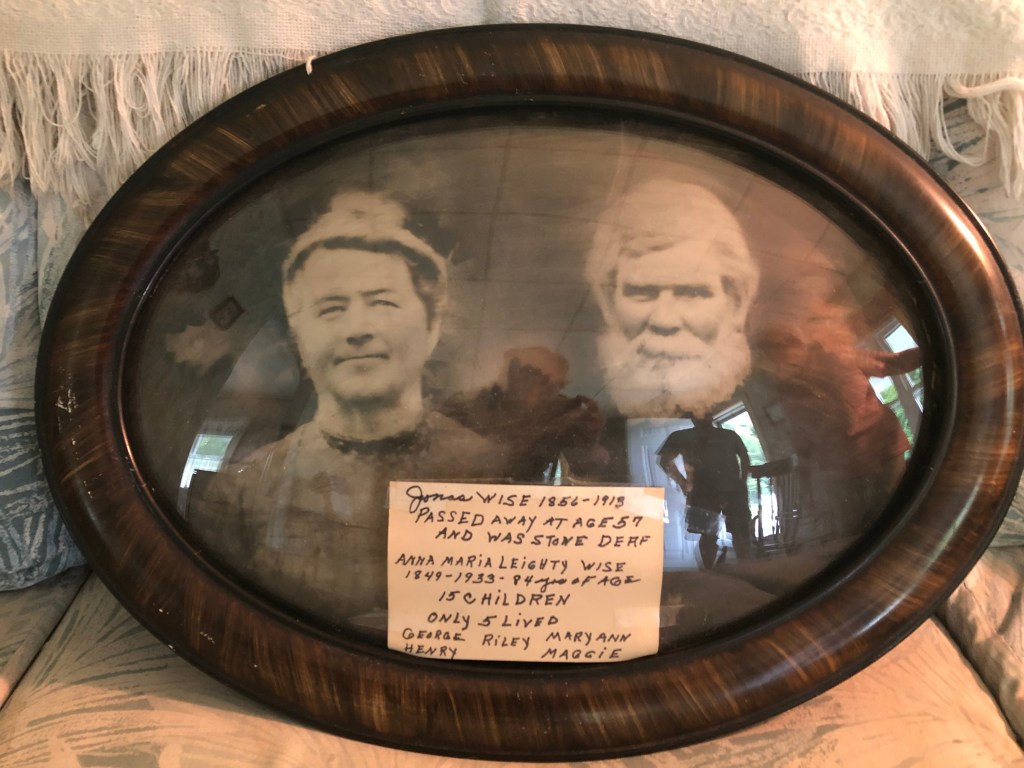 Jonas WISE 1856-1913
PASSED AWAY AT AGE 57
AND WAS STONE DEAF
ANNA MARIA LEIGHTY WISE
1849-1933-84 yrs OF AGE
15 CHILDREN
ONLY 5 LIVED
GEORGE RILEY MARY ANN
HENRY MAGGIE